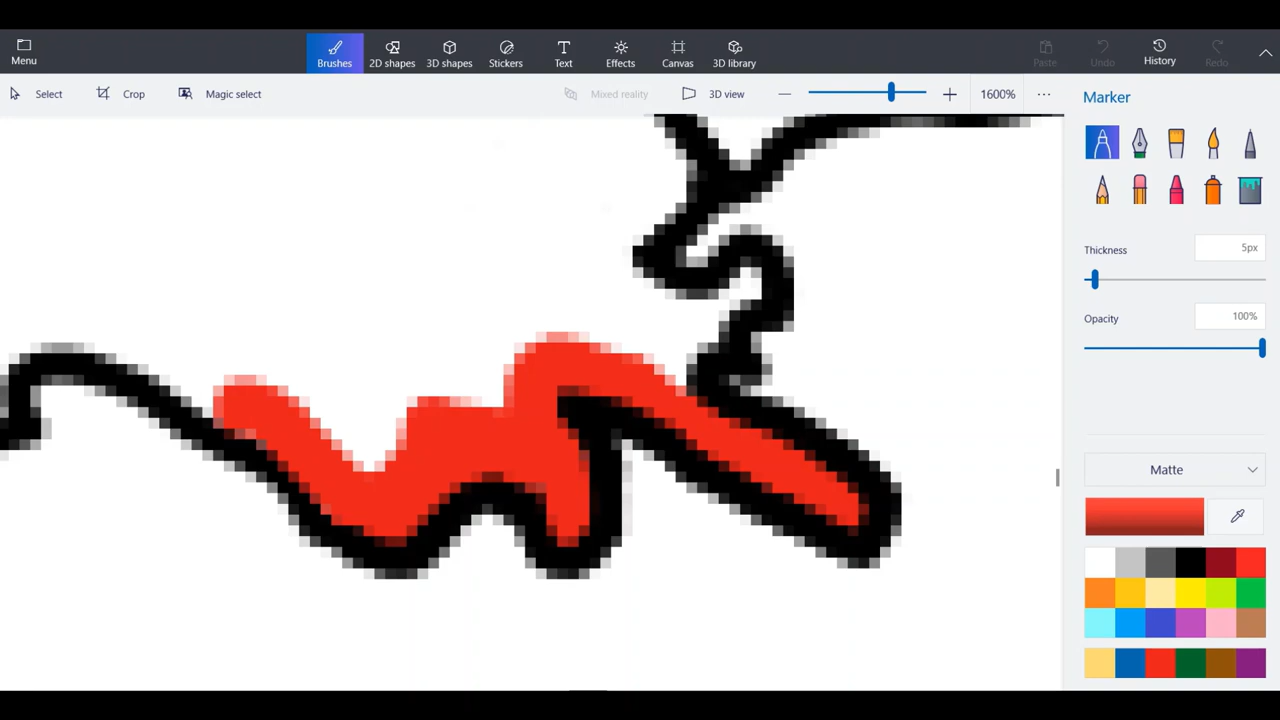 Menu
Brushes 2D shapes 3D shapes Stickers Text Effects Canvas 3D library Paste Undo History Redo
Select Crop Magic select Mixed reality 3D view 1600%
Marker
Thickness 5px
Opacity 100%
Matte